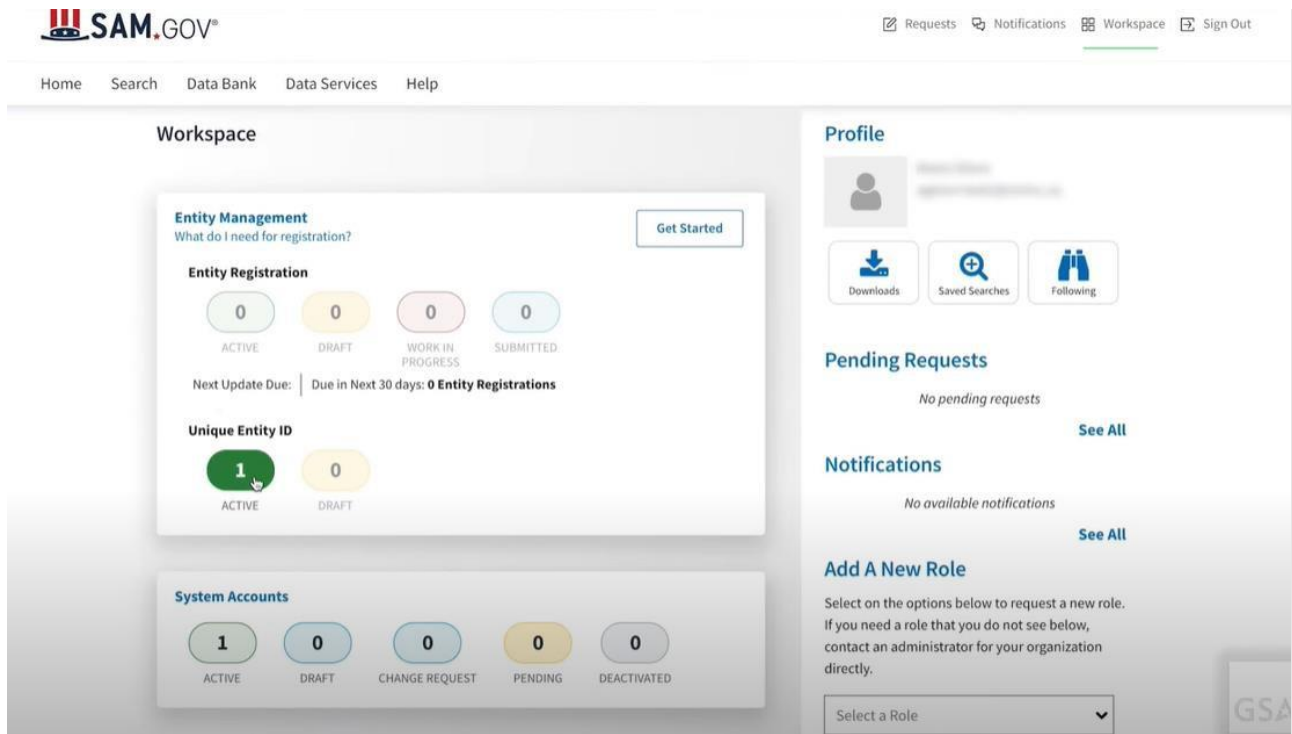 SAM.GOV®
Requests Notifications Workspace Sign Out
Home Search Data Bank Data Services Help
Workspace
Entity Management
What do I need for registration?
Get Started
Entity Registration
0 0 0 0
ACTIVE DRAFT WORK IN PROGRESS SUBMITTED
Next Update Due: Due in Next 30 days: 0 Entity Registrations
Unique Entity ID
1 0
ACTIVE DRAFT
System Accounts
1 0 0 0 0
ACTIVE DRAFT CHANGE REQUEST PENDING DEACTIVATED
Profile
Downloads Saved Searches Following
Pending Requests
No pending requests
See All
Notifications
No available notifications
See All
Add A New Role
Select on the options below to request a new role.
If you need a role that you do not see below,
contact an administrator for your organization
directly.
Select a Role
GSA